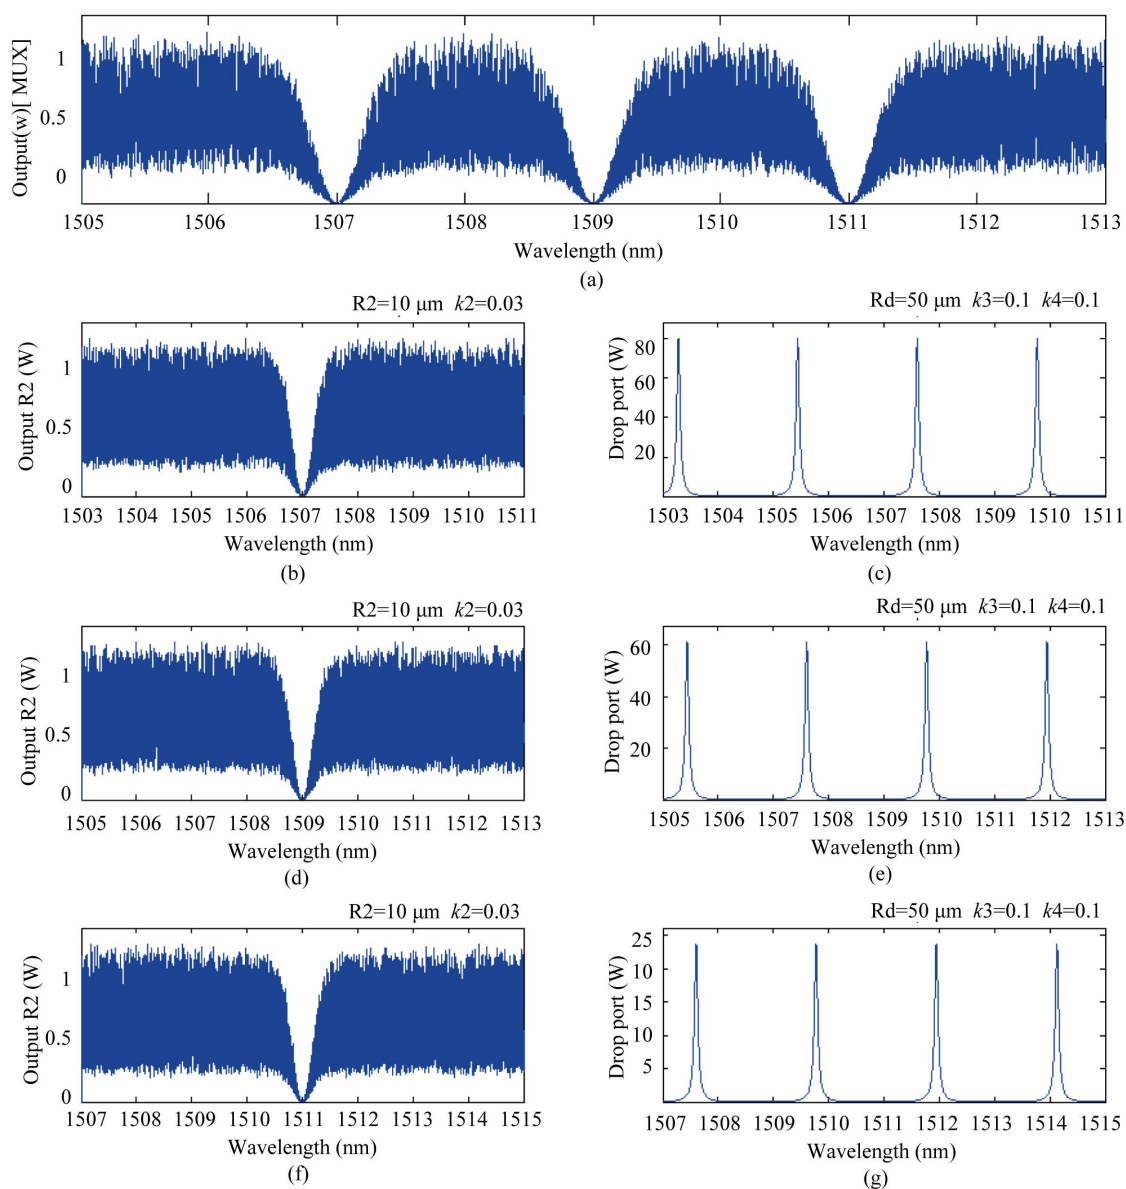 Output(w)[ MUX]
1
0.5
0
1505 1506 1507 1508 1509 1510 1511 1512 1513
Wavelength (nm)
(a)
R2=10 μm k2=0.03
Output R2 (W)
1
0.5
0
1503 1504 1505 1506 1507 1508 1509 1510 1511
Wavelength (nm)
(b)
Rd=50 μm k3=0.1 k4=0.1
Drop port (W)
80
60
40
20
1503 1504 1505 1506 1507 1508 1509 1510 1511
Wavelength (nm)
(c)
R2=10 μm k2=0.03
Output R2 (W)
1
0.5
0
1505 1506 1507 1508 1509 1510 1511 1512 1513
Wavelength (nm)
(d)
Rd=50 μm k3=0.1 k4=0.1
Drop port (W)
60
40
20
1505 1506 1507 1508 1509 1510 1511 1512 1513
Wavelength (nm)
(e)
R2=10 μm k2=0.03
Output R2 (W)
1
0.5
0
1507 1508 1509 1510 1511 1512 1513 1514 1515
Wavelength (nm)
(f)
Rd=50 μm k3=0.1 k4=0.1
Drop port (W)
25
10
15
10
5
1507 1508 1509 1510 1511 1512 1513 1514 1515
Wavelength (nm)
(g)